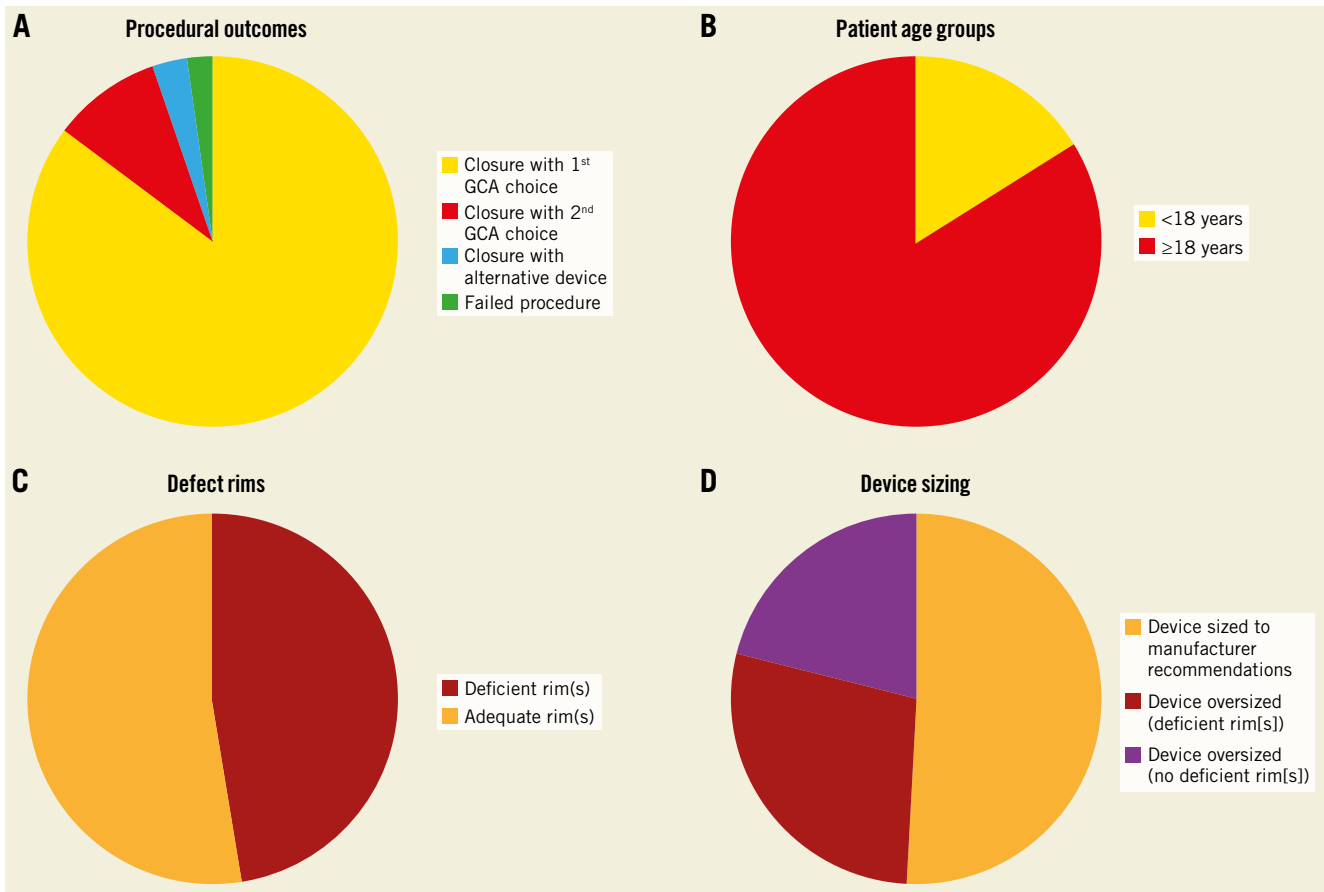 A
Procedural outcomes
Closure with 1st
GCA choice
Closure with 2nd
GCA choice
Closure with
alternative device
Failed procedure
B
Patient age groups
<18 years
≥18 years
C
Defect rims
Deficient rim(s)
Adequate rim(s)
D
Device sizing
Device sized to
manufacturer
recommendations
Device oversized
(deficient rim[s])
Device oversized
(no deficient rim[s])